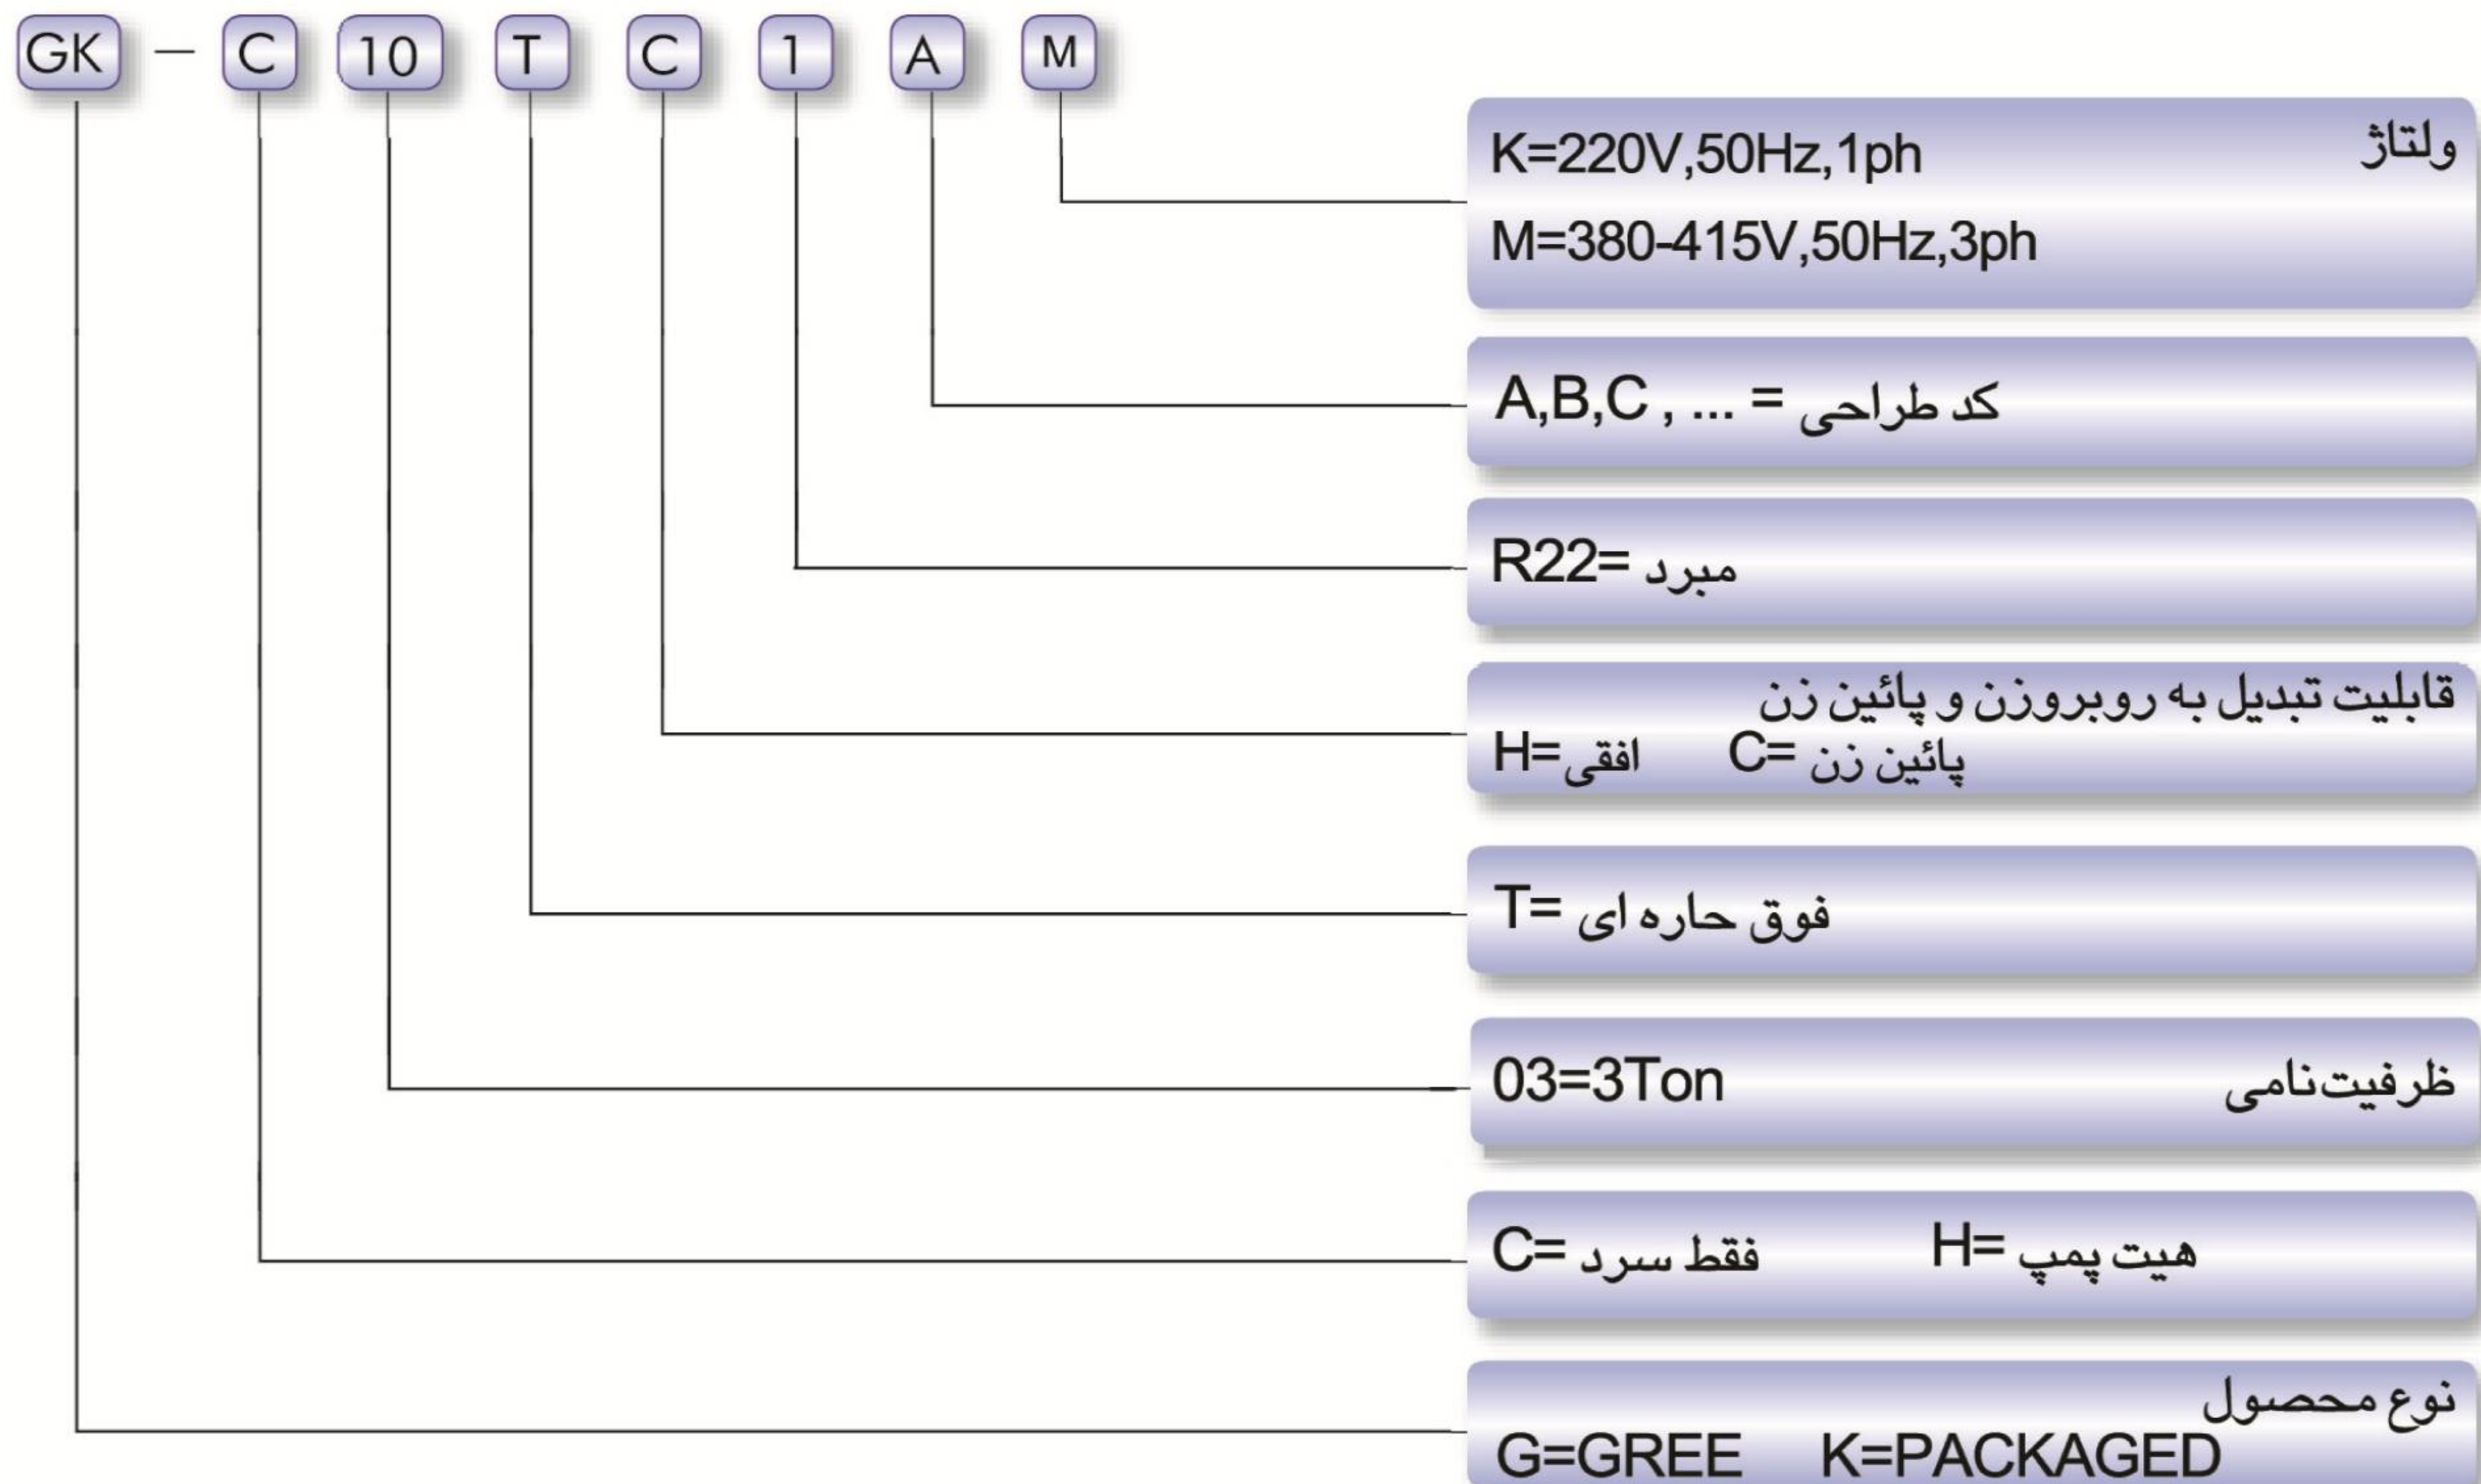 GK – C 10 T C 1 A M
ولتاژ
K=220V,50Hz,1ph
M=380-415V,50Hz,3ph
A,B,C , ... = کد طراحی
R22= مبرد
قابلیت تبدیل به روبروزن و پائین زن
H= افقی C= پائین زن
T= فوق حاره ای
03=3Ton ظرفیت نامی
C= فقط سرد H= هیت پمپ
نوع محصول
G=GREE K=PACKAGED